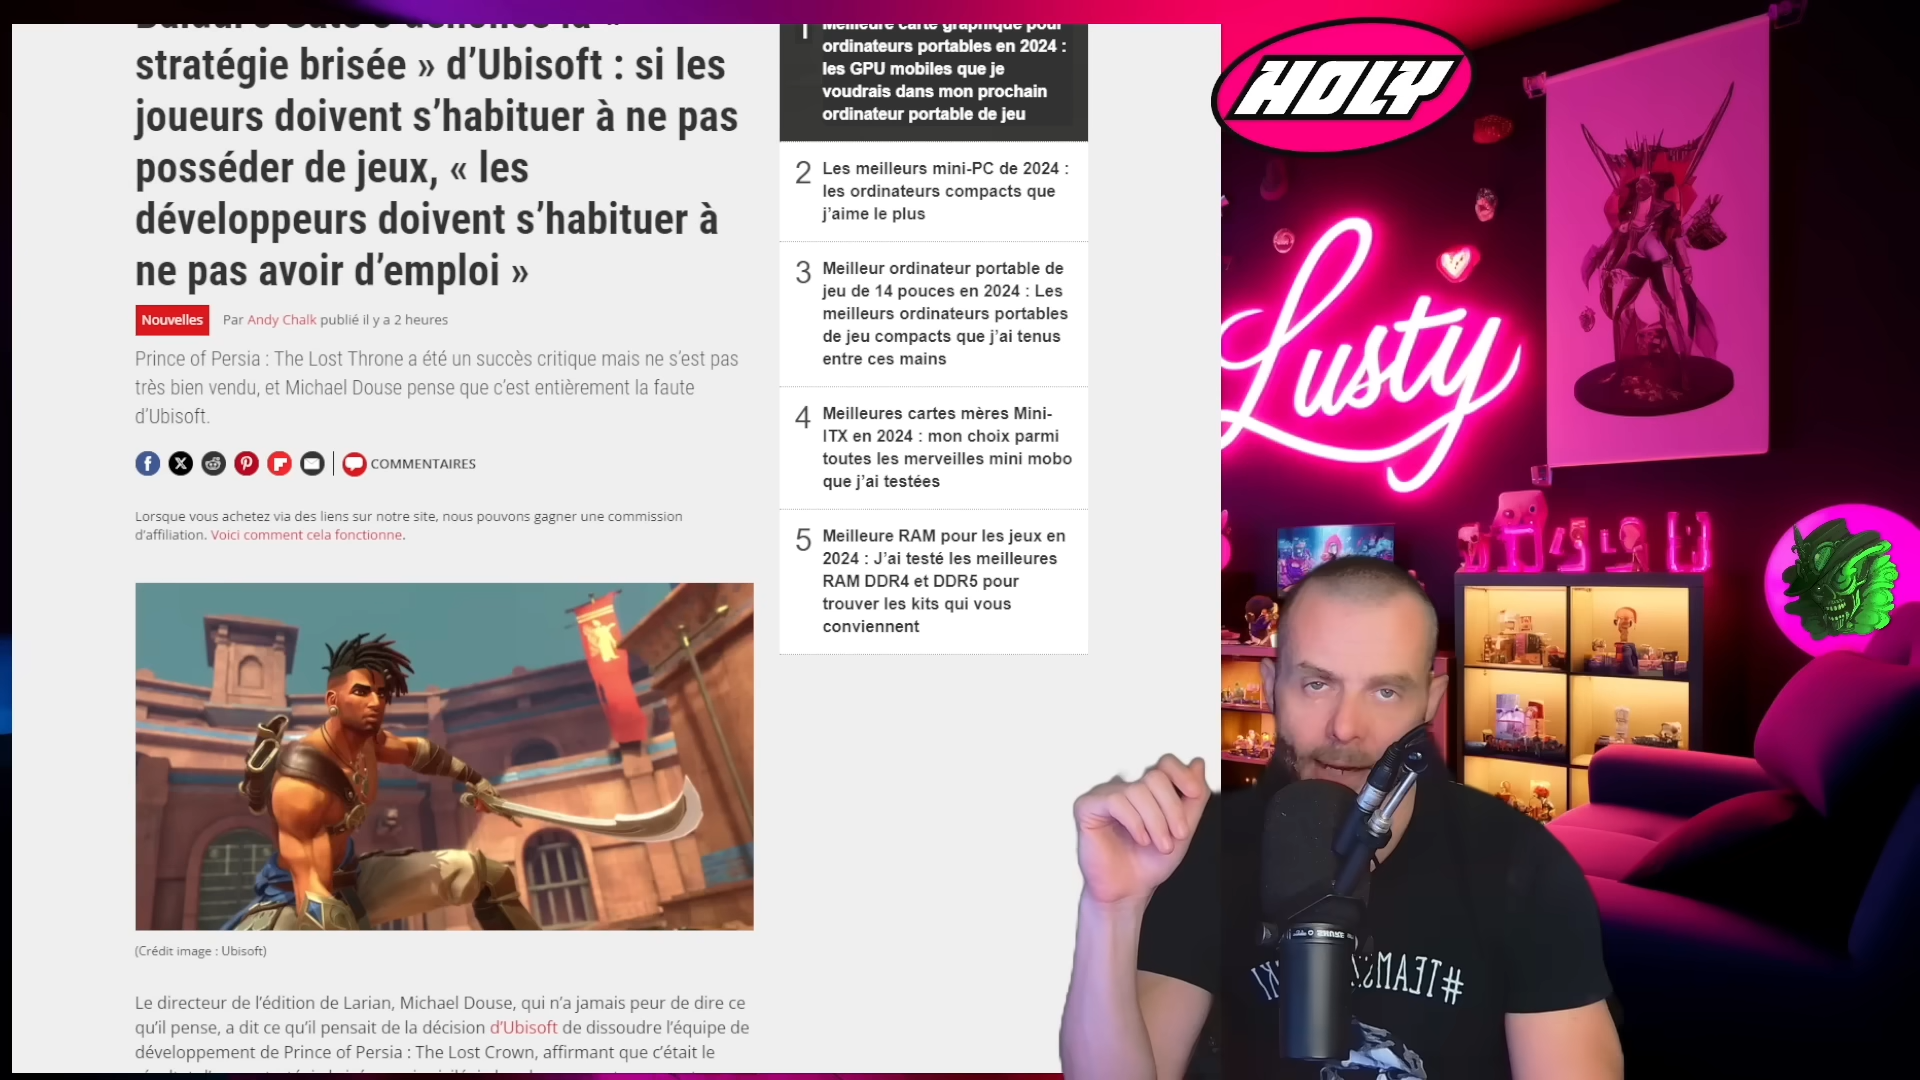 stratégie brisée » d’Ubisoft : si les
joueurs doivent s’habituer à ne pas
posséder de jeux, « les
développeurs doivent s’habituer à
ne pas avoir d’emploi »
Nouvelles
Par Andy Chalk publié il y a 2 heures
Prince of Persia : The Lost Throne a été un succès critique mais ne s’est pas
très bien vendu, et Michael Douse pense que c’est entièrement la faute
d’Ubisoft.
COMMENTAIRES
Lorsque vous achetez via des liens sur notre site, nous pouvons gagner une commission
d’affiliation. Voici comment cela fonctionne.
(Crédit image : Ubisoft)
Le directeur de l’édition de Larian, Michael Douse, qui n’a jamais peur de dire ce
qu’il pense, a dit ce qu’il pensait de la décision d’Ubisoft de dissoudre l’équipe de
développement de Prince of Persia : The Lost Crown, affirmant que c’était le
1
Meilleure carte graphique pour
ordinateurs portables en 2024 :
les GPU mobiles que je
voudrais dans mon prochain
ordinateur portable de jeu
2
Les meilleurs mini-PC de 2024 :
les ordinateurs compacts que
j’aime le plus
3
Meilleur ordinateur portable de
jeu de 14 pouces en 2024 : Les
meilleurs ordinateurs portables
de jeu compacts que j’ai tenus
entre ces mains
4
Meilleures cartes mères Mini-
ITX en 2024 : mon choix parmi
toutes les merveilles mini mobo
que j’ai testées
5
Meilleure RAM pour les jeux en
2024 : J’ai testé les meilleures
RAM DDR4 et DDR5 pour
trouver les kits qui vous
conviennent
HOLY
Lusty
SHURE